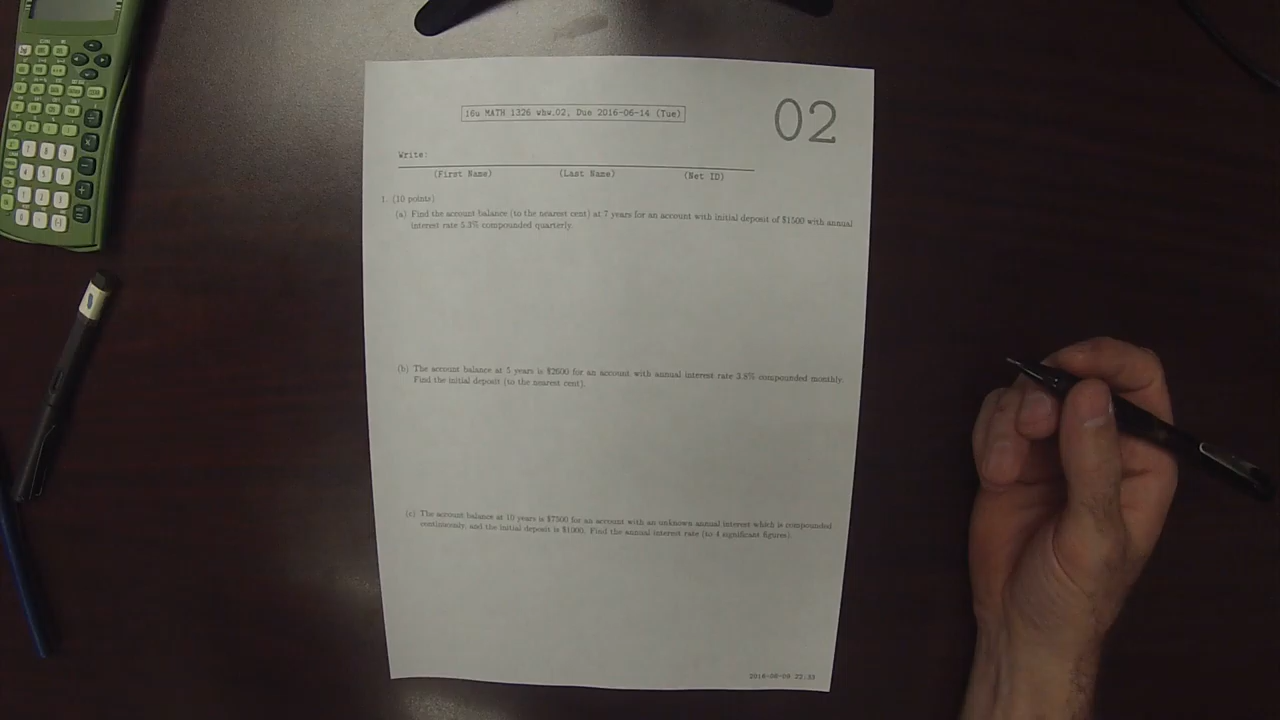 16u MATH 1326 whw.02, Due 2016-06-14 (Tue)
02
Write:
(First Name) (Last Name) (Net ID)
1. (10 points)
(a) Find the account balance (to the nearest cent) at 7 years for an account with initial deposit of $1500 with annual
interest rate 5.3% compounded quarterly.
(b) The account balance at 5 years is $2600 for an account with annual interest rate 3.8% compounded monthly.
Find the initial deposit (to the nearest cent).
(c) The account balance at 10 years is $7500 for an account with an unknown annual interest which is compounded
continuously, and the initial deposit is Find the annual interest rate (to 4 significant figures).
22:33